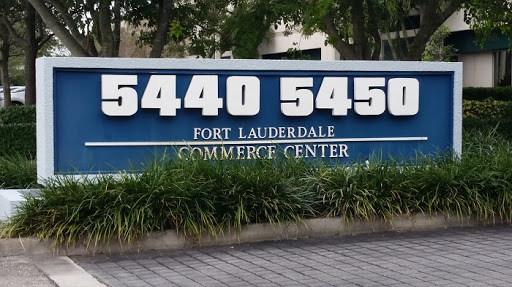 5440 5450
FORT LAUDERDALE
COMMERCE CENTER